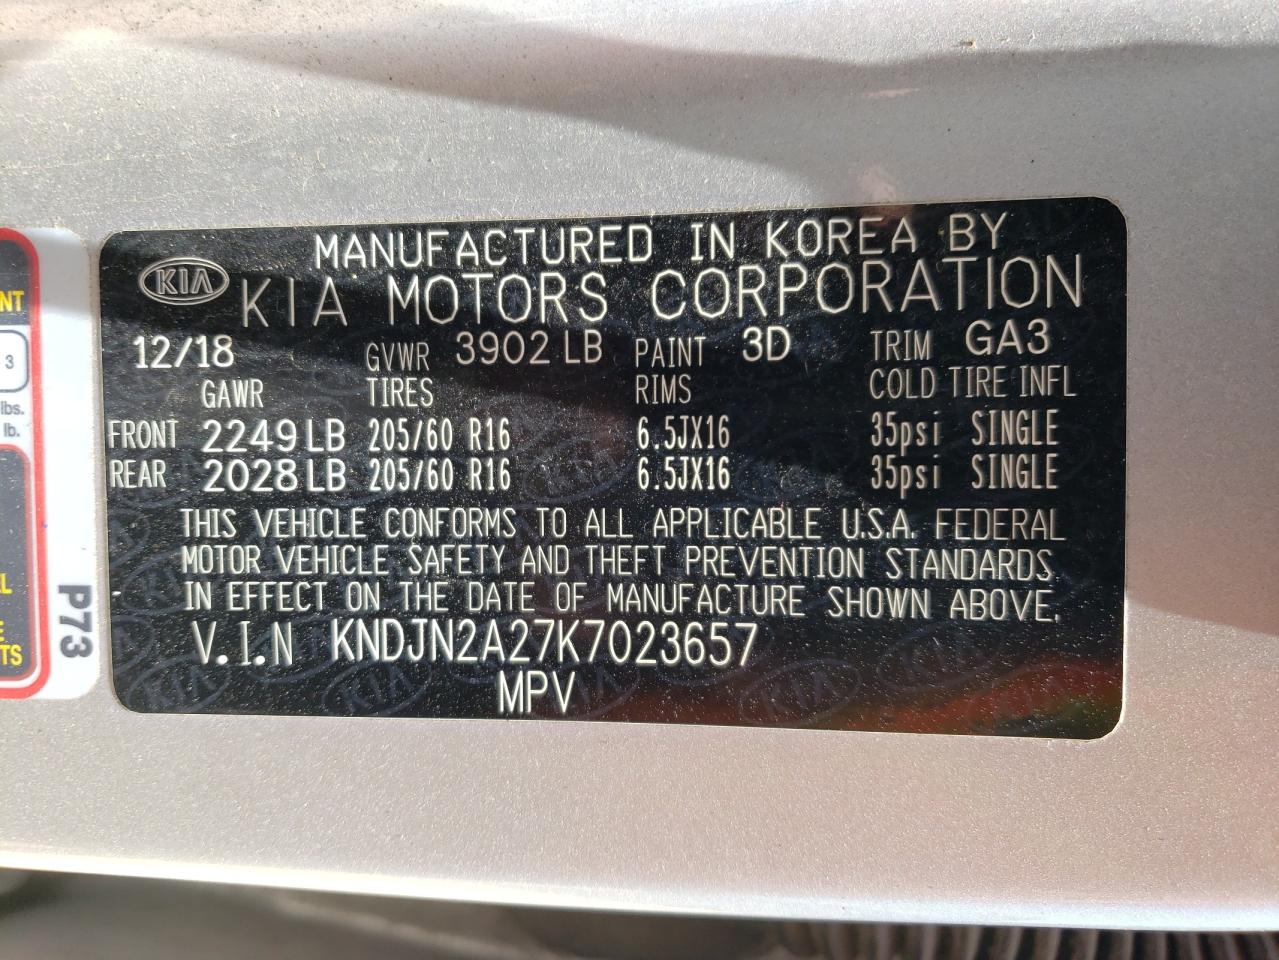 MANUFACTURED IN KOREA BY
KIA
KIA MOTORS CORPORATION
12/18 GVWR 3902 LB PAINT 3D TRIM GA3
GAWR TIRES RIMS COLD TIRE INFL
FRONT 2249 LB 205/60 R16 6.5JX16 35psi SINGLE
REAR 2028 LB 205/60 R16 6.5JX16 35psi SINGLE
THIS VEHICLE CONFORMS TO ALL APPLICABLE U.S.A. FEDERAL
MOTOR VEHICLE SAFETY AND THEFT PREVENTION STANDARDS
IN EFFECT ON THE DATE OF MANUFACTURE SHOWN ABOVE.
V.I.N KNDJN2A27K7023657
MPV
3
lbs.
lb.
P73